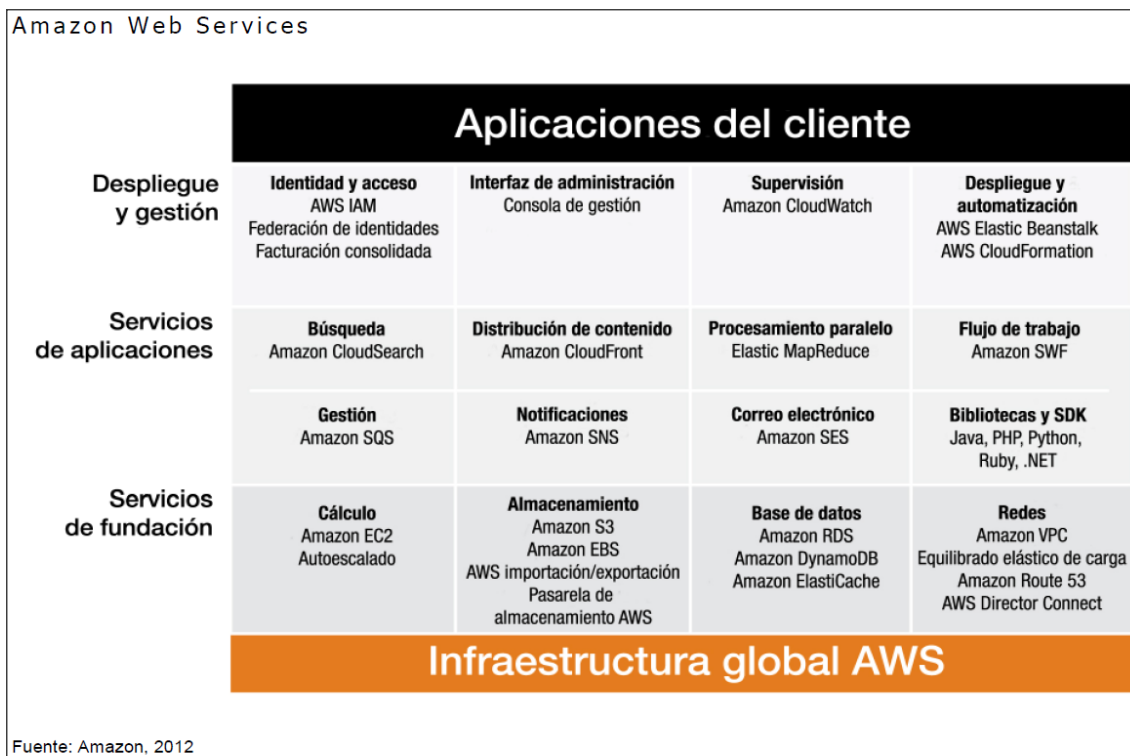 Amazon Web Services
Aplicaciones del cliente
Despliegue
y gestión
Identidad y acceso
AWS IAM
Federación de identidades
Facturación consolidada
Interfaz de administración
Consola de gestión
Supervisión
Amazon CloudWatch
Despliegue y
automatización
AWS Elastic Beanstalk
AWS CloudFormation
Servicios
de aplicaciones
Búsqueda
Amazon CloudSearch
Distribución de contenido
Amazon CloudFront
Procesamiento paralelo
Elastic MapReduce
Flujo de trabajo
Amazon SWF
Gestión
Amazon SQS
Notificaciones
Amazon SNS
Correo electrónico
Amazon SES
Bibliotecas y SDK
Java, PHP, Python,
Ruby, .NET
Servicios
de fundación
Cálculo
Amazon EC2
Autoescalado
Almacenamiento
Amazon S3
Amazon EBS
AWS importación/exportación
Pasarela de
almacenamiento AWS
Base de datos
Amazon RDS
Amazon DynamoDB
Amazon ElastiCache
Redes
Amazon VPC
Equilibrado elástico de carga
Amazon Route 53
AWS Director Connect
Infraestructura global AWS
Fuente: Amazon, 2012